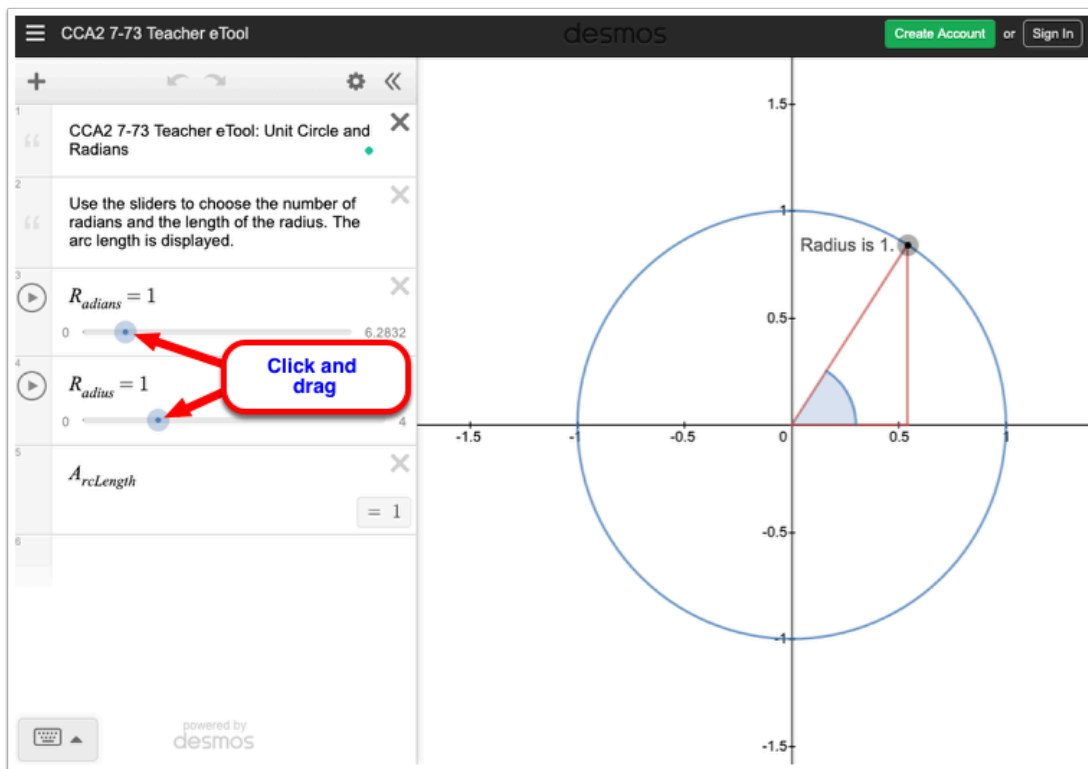 CCA2 7-73 Teacher eTool
desmos
Create Account or Sign In
1
CCA2 7-73 Teacher eTool: Unit Circle and
Radians
2
Use the sliders to choose the number of
radians and the length of the radius. The
arc length is displayed.
3
R_adians = 1
0 6.2832
4
R_adius = 1
0 4
Click and
drag
5
A_rcLength
= 1
6
powered by
desmos
1.5
1
Radius is 1.
0.5
-1.5 -1 -0.5 0 0.5 1
-0.5
-1
-1.5